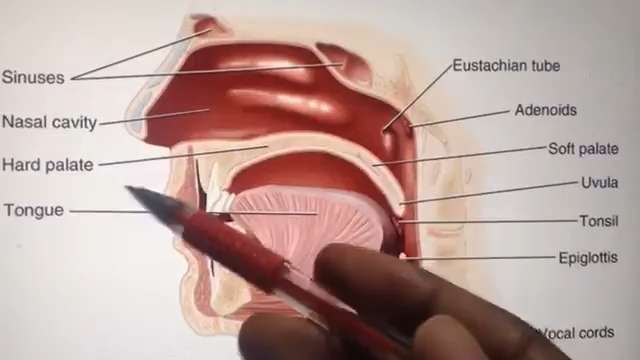 Sinuses
Nasal cavity
Hard palate
Tongue
Eustachian tube
Adenoids
Soft palate
Uvula
Tonsil
Epiglottis
Vocal cords